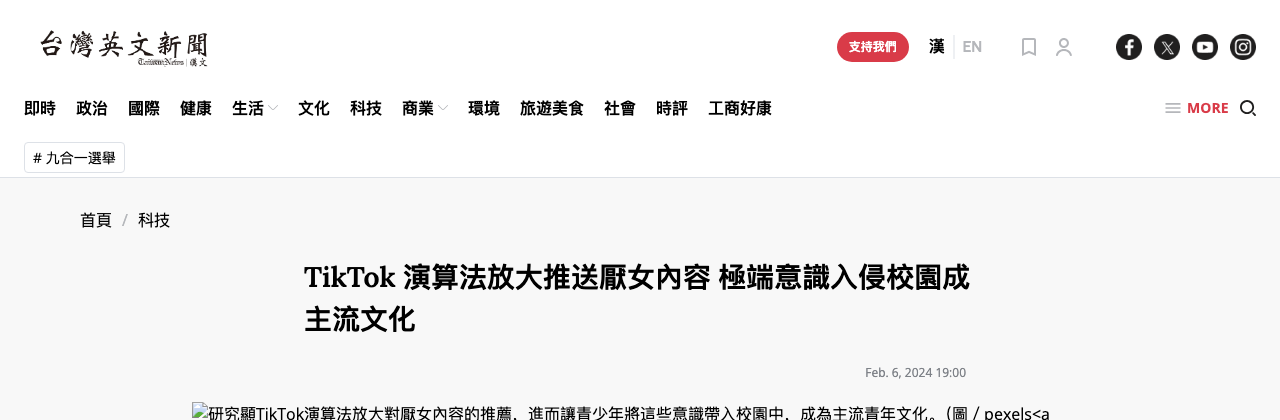 台灣英文新聞
Taiwan News | 漢文
支持我們
漢 EN
即時 政治 國際 健康 生活 文化 科技 商業 環境 旅遊美食 社會 時評 工商好康
MORE
# 九合一選舉
首頁 / 科技
TikTok 演算法放大推送厭女內容 極端意識入侵校園成
主流文化
Feb. 6, 2024 19:00
研究顯TikTok演算法放大對厭女內容的推薦，進而讓青少年將這些意識帶入校園中，成為主流青年文化。(圖 / pexels<a